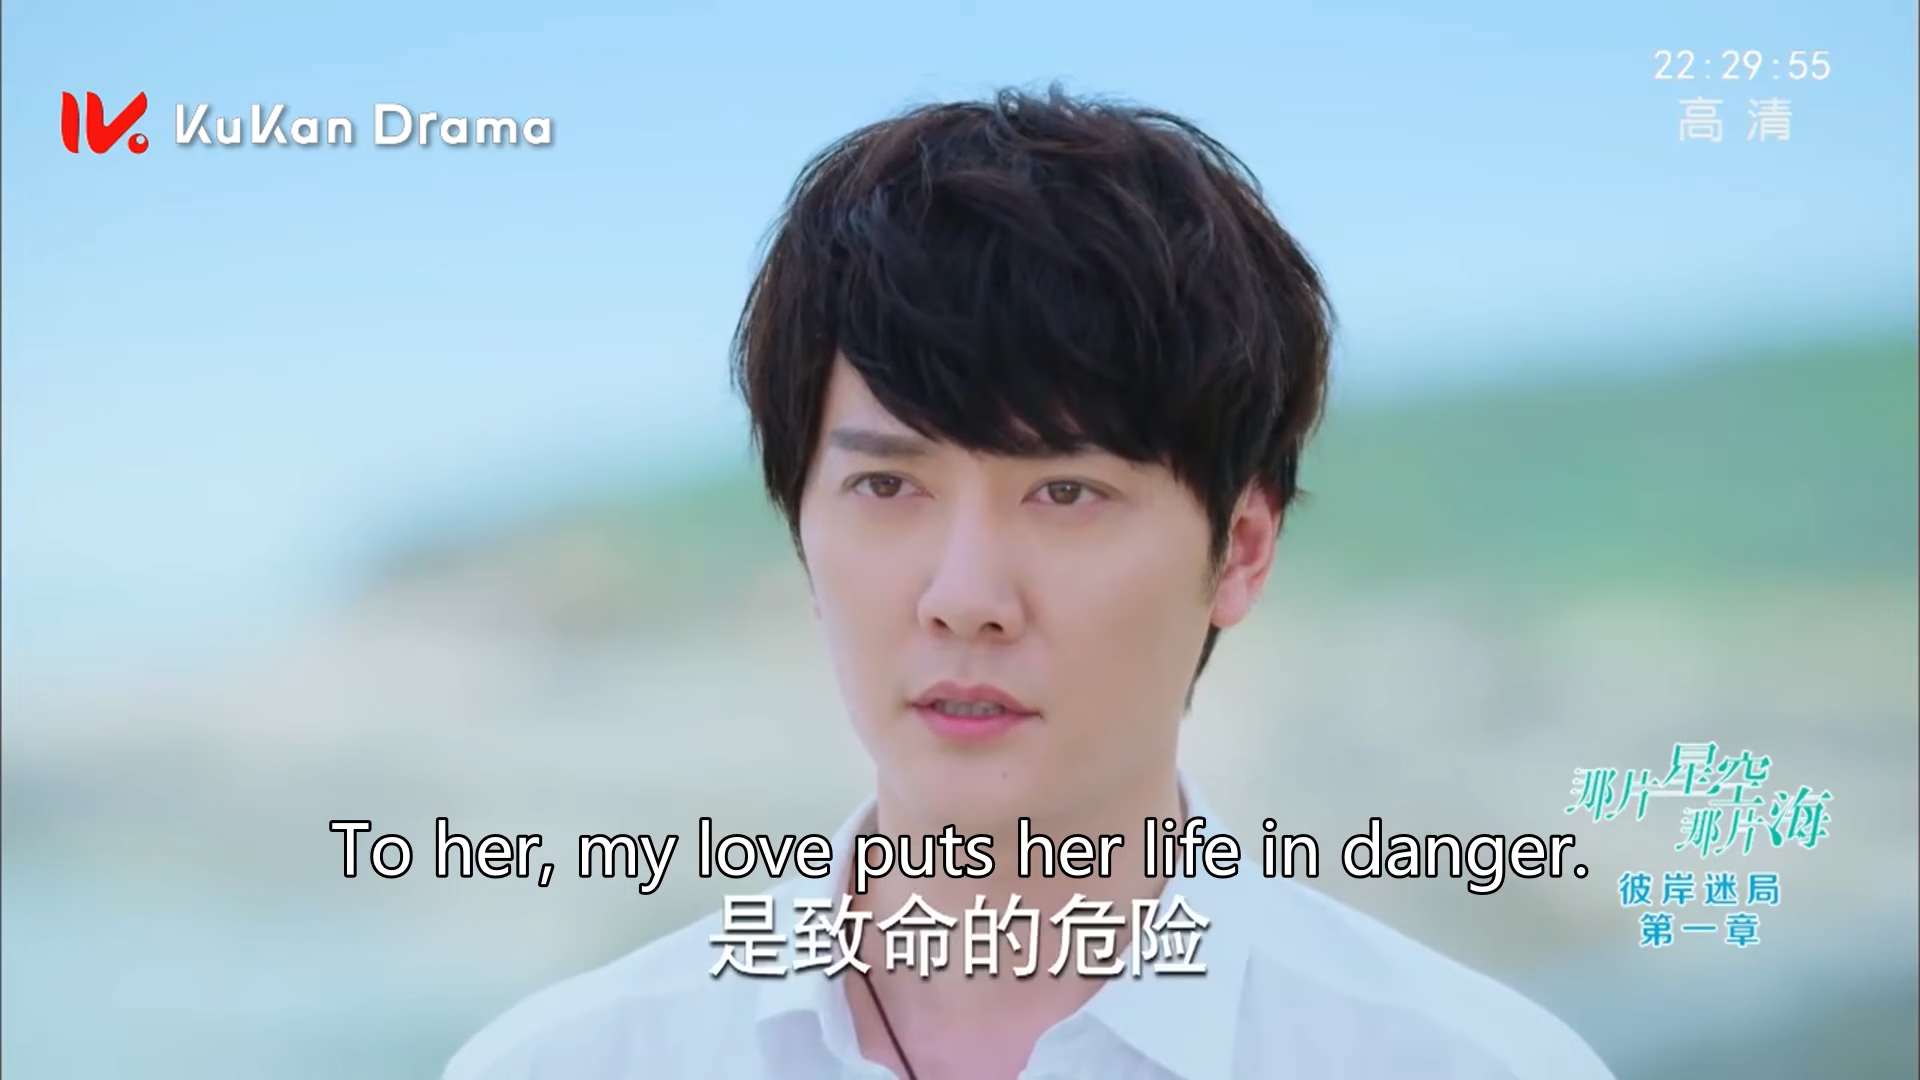 22:29:55
高清
KuKan Drama
那片星空
那片海
To her, my love puts her life in danger.
彼岸迷局
第一章
是致命的危险